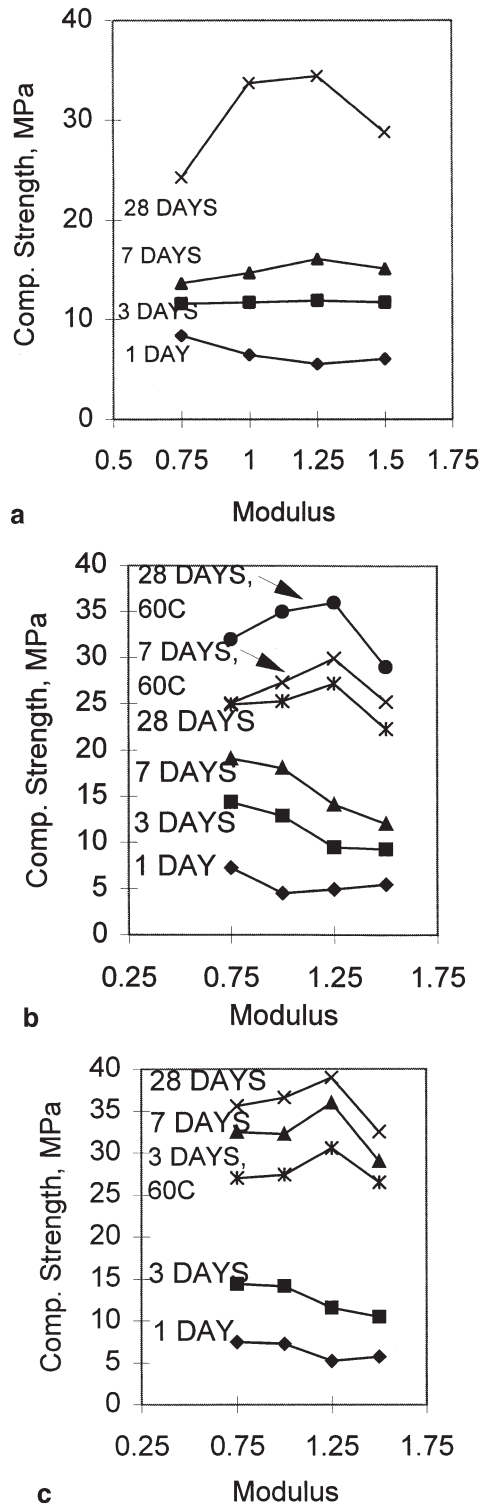 40
30
20
10
0
Comp. Strength, MPa
28 DAYS
7 DAYS
3 DAYS
1 DAY
0.5 0.75 1 1.25 1.5 1.75
Modulus
a
40
35
30
25
20
15
10
5
0
Comp. Strength, MPa
28 DAYS,
60C
7 DAYS,
60C
28 DAYS
7 DAYS
3 DAYS
1 DAY
0.25 0.75 1.25 1.75
Modulus
b
40
35
30
25
20
15
10
5
0
Comp. Strength, MPa
28 DAYS
7 DAYS
3 DAYS,
60C
3 DAYS
1 DAY
0.25 0.75 1.25 1.75
Modulus
c